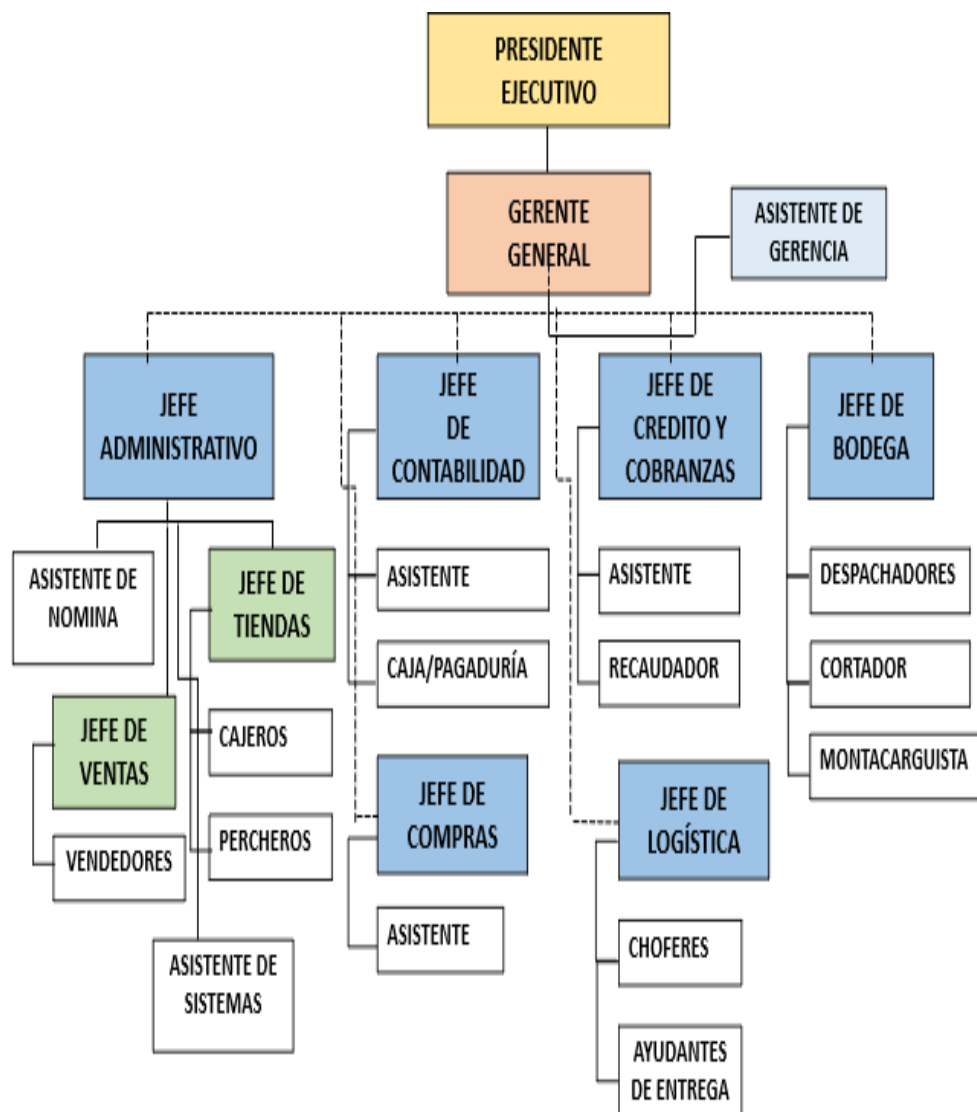 PRESIDENTE
EJECUTIVO
GERENTE
GENERAL
ASISTENTE DE
GERENCIA
JEFE
ADMINISTRATIVO
JEFE
DE
CONTABILIDAD
JEFE DE
CREDITO Y
COBRANZAS
JEFE DE
BODEGA
ASISTENTE DE
NOMINA
JEFE DE
TIENDAS
ASISTENTE
ASISTENTE
DESPACHADORES
CAJA/PAGADURÍA
RECAUDADOR
CORTADOR
JEFE DE
VENTAS
CAJEROS
MONTACARGUISTA
JEFE DE
COMPRAS
JEFE DE
LOGÍSTICA
VENDEDORES
PERCHEROS
ASISTENTE
CHOFERES
ASISTENTE DE
SISTEMAS
AYUDANTES
DE ENTREGA